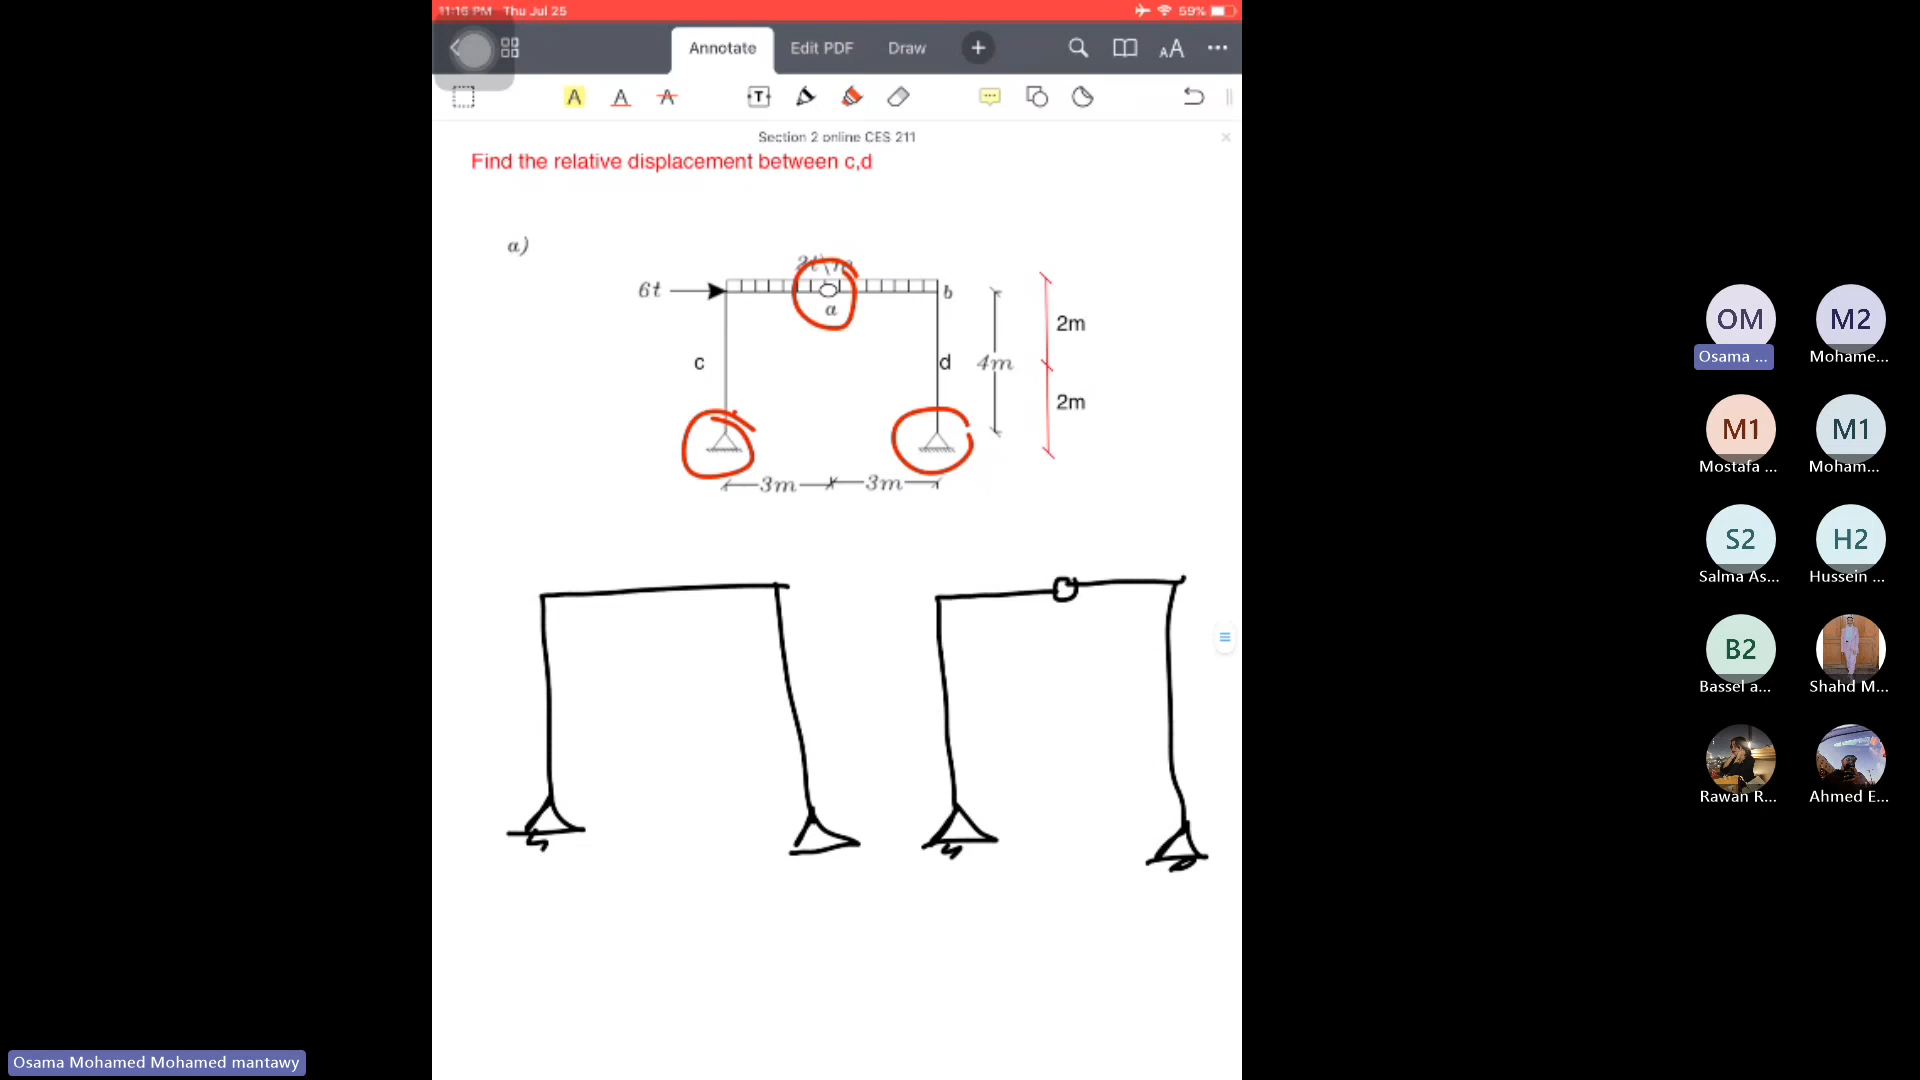 11:16 PM Thu Jul 25
59%
Annotate
Edit PDF
Draw
AA
A
A
A
T
Section 2 online CES 211
Find the relative displacement between c,d
a)
2t\m
6t
a
b
2m
c
d
4m
2m
3m
3m
OM
M2
Osama ...
Mohame...
M1
M1
Mostafa ...
Moham...
S2
H2
Salma As...
Hussein ...
B2
Bassel a...
Shahd M...
Rawan R...
Ahmed E...
Osama Mohamed Mohamed mantawy